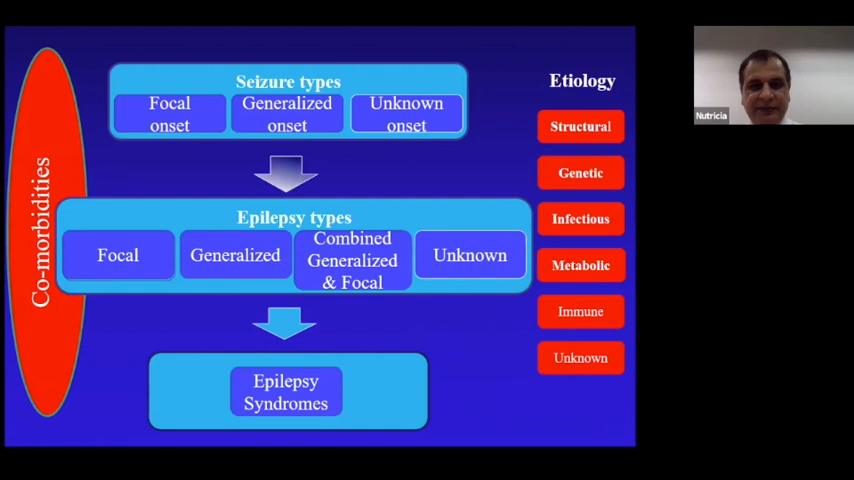 Co-morbidities
Seizure types
Focal
onset
Generalized
onset
Unknown
onset
Epilepsy types
Focal
Generalized
Combined
Generalized
& Focal
Unknown
Epilepsy
Syndromes
Etiology
Structural
Genetic
Infectious
Metabolic
Immune
Unknown
Nutricia